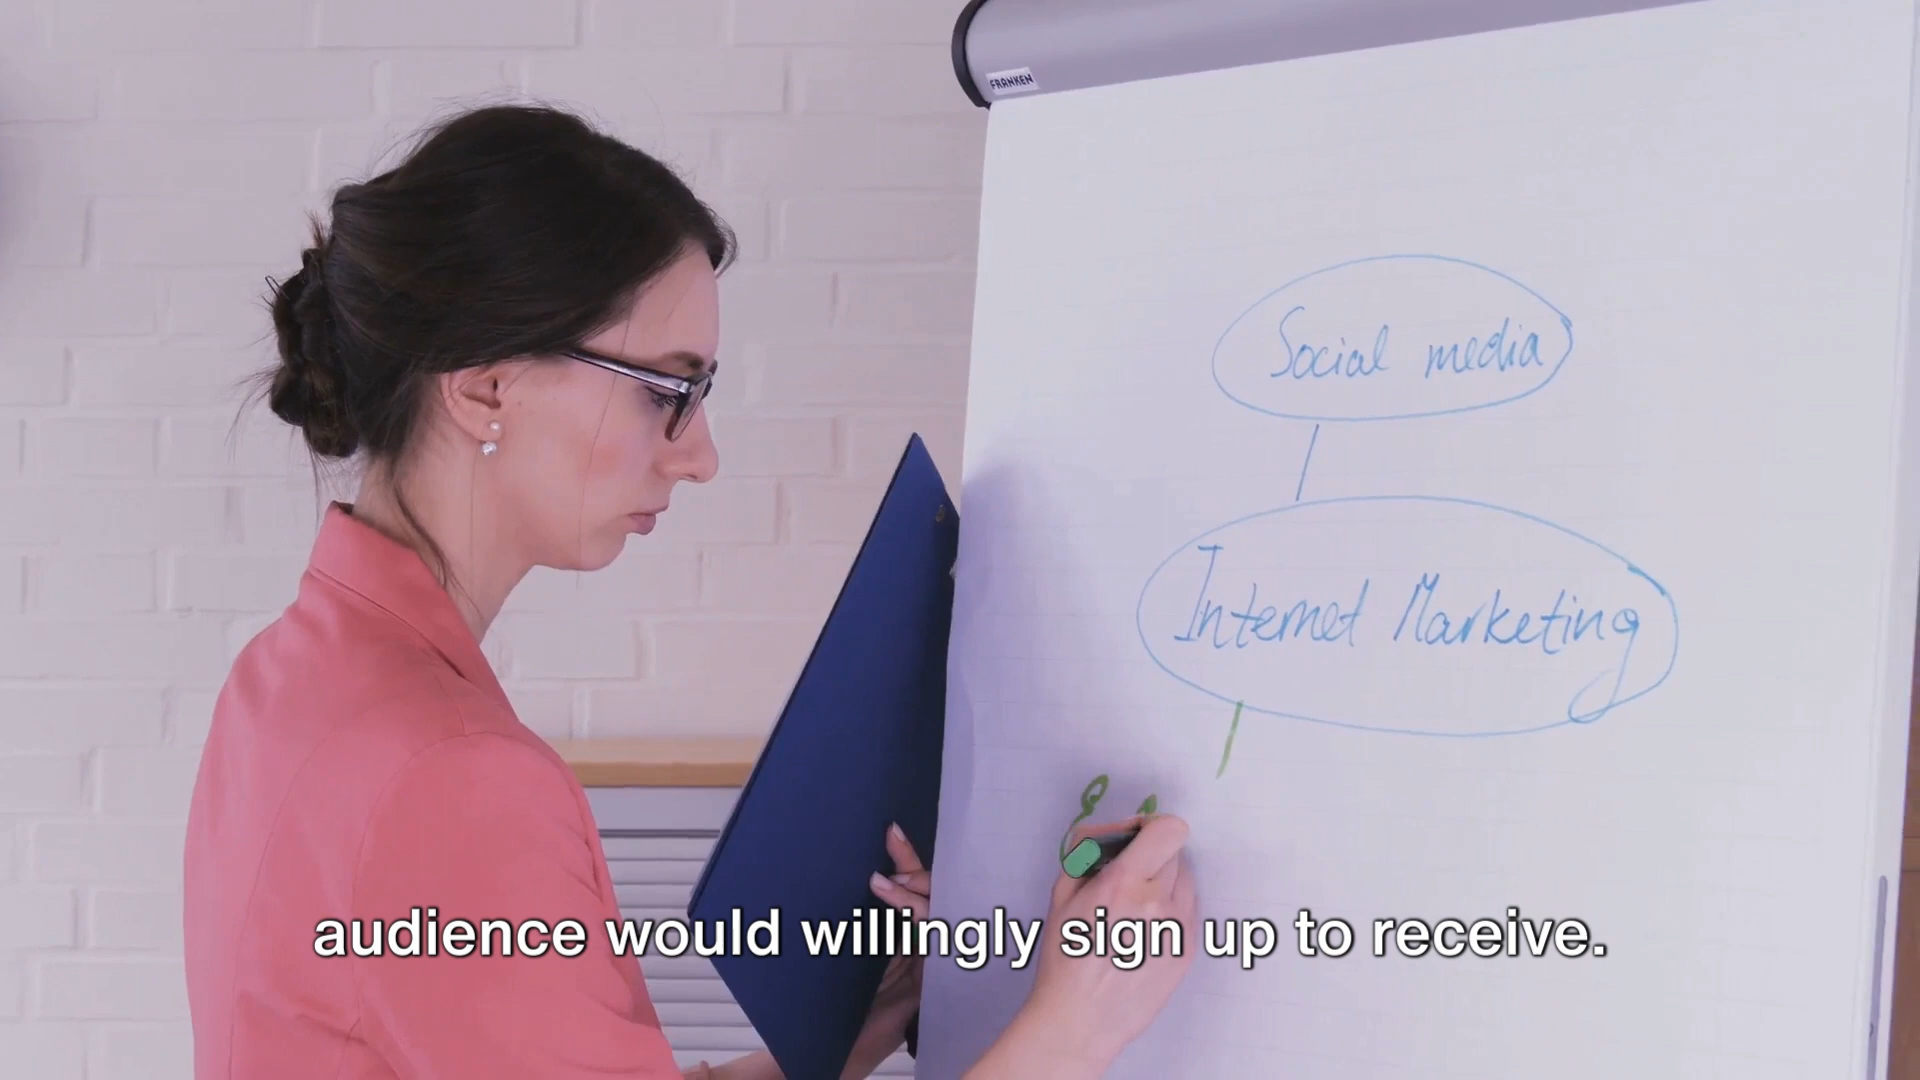 FRANKEN
Social media
Internet Marketing
audience would willingly sign up to receive.